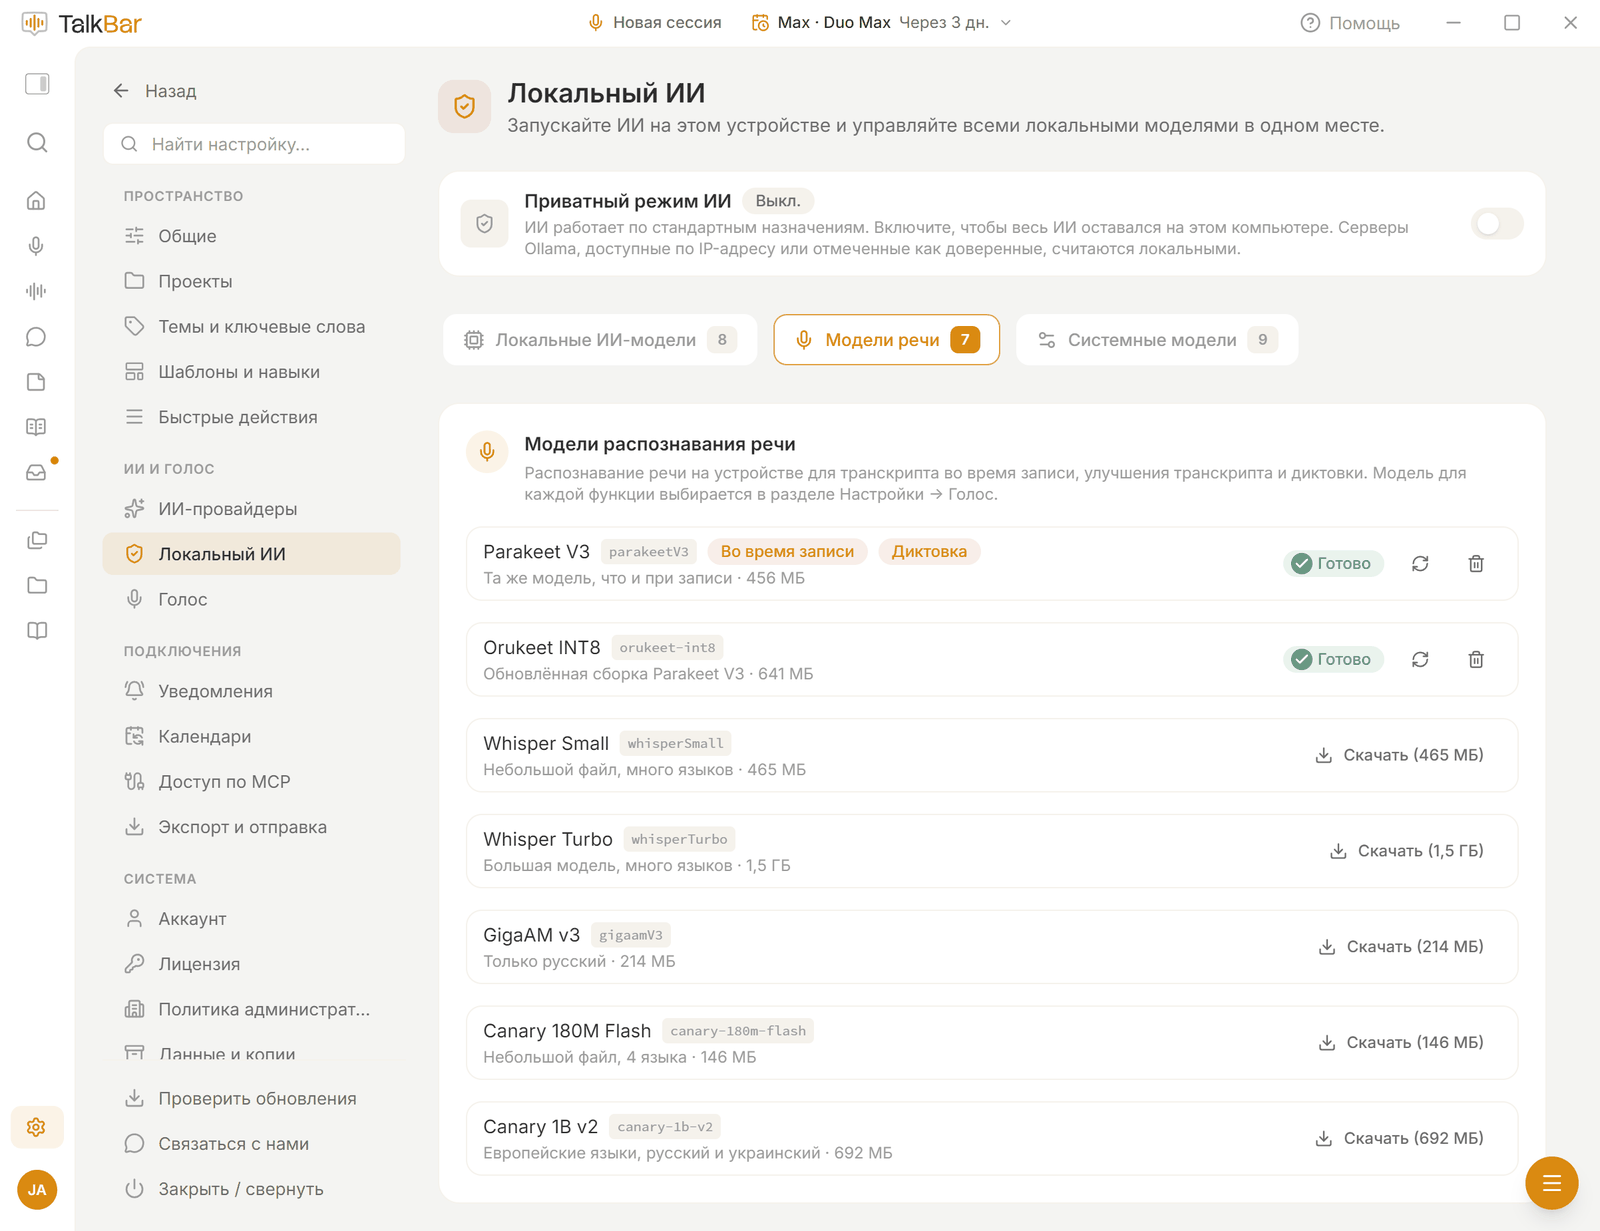 TalkBar
Новая сессия
Max · Duo Max Через 3 дн.
Помощь
Назад
Найти настройку...
ПРОСТРАНСТВО
Общие
Проекты
Темы и ключевые слова
Шаблоны и навыки
Быстрые действия
ИИ И ГОЛОС
ИИ-провайдеры
Локальный ИИ
Голос
ПОДКЛЮЧЕНИЯ
Уведомления
Календари
Доступ по MCP
Экспорт и отправка
СИСТЕМА
Аккаунт
Лицензия
Политика администрат...
Данные и копии
Проверить обновления
Связаться с нами
Закрыть / свернуть
JA
Локальный ИИ
Запускайте ИИ на этом устройстве и управляйте всеми локальными моделями в одном месте.
Приватный режим ИИ Выкл.
ИИ работает по стандартным назначениям. Включите, чтобы весь ИИ оставался на этом компьютере. Серверы
Ollama, доступные по IP-адресу или отмеченные как доверенные, считаются локальными.
Локальные ИИ-модели 8
Модели речи 7
Системные модели 9
Модели распознавания речи
Распознавание речи на устройстве для транскрипта во время записи, улучшения транскрипта и диктовки. Модель для
каждой функции выбирается в разделе Настройки → Голос.
Parakeet V3 parakeetV3 Во время записи Диктовка
Та же модель, что и при записи · 456 МБ
Готово
Orukeet INT8 orukeet-int8
Обновлённая сборка Parakeet V3 · 641 МБ
Готово
Whisper Small whisperSmall
Небольшой файл, много языков · 465 МБ
Скачать (465 МБ)
Whisper Turbo whisperTurbo
Большая модель, много языков · 1,5 ГБ
Скачать (1,5 ГБ)
GigaAM v3 gigaamV3
Только русский · 214 МБ
Скачать (214 МБ)
Canary 180M Flash canary-180m-flash
Небольшой файл, 4 языка · 146 МБ
Скачать (146 МБ)
Canary 1B v2 canary-1b-v2
Европейские языки, русский и украинский · 692 МБ
Скачать (692 МБ)